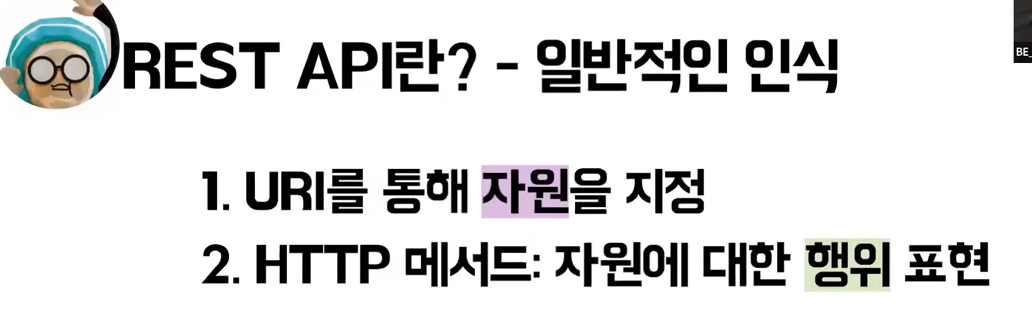 REST API란? - 일반적인 인식
BE_
1. URI를 통해 자원을 지정
2. HTTP 메서드: 자원에 대한 행위 표현